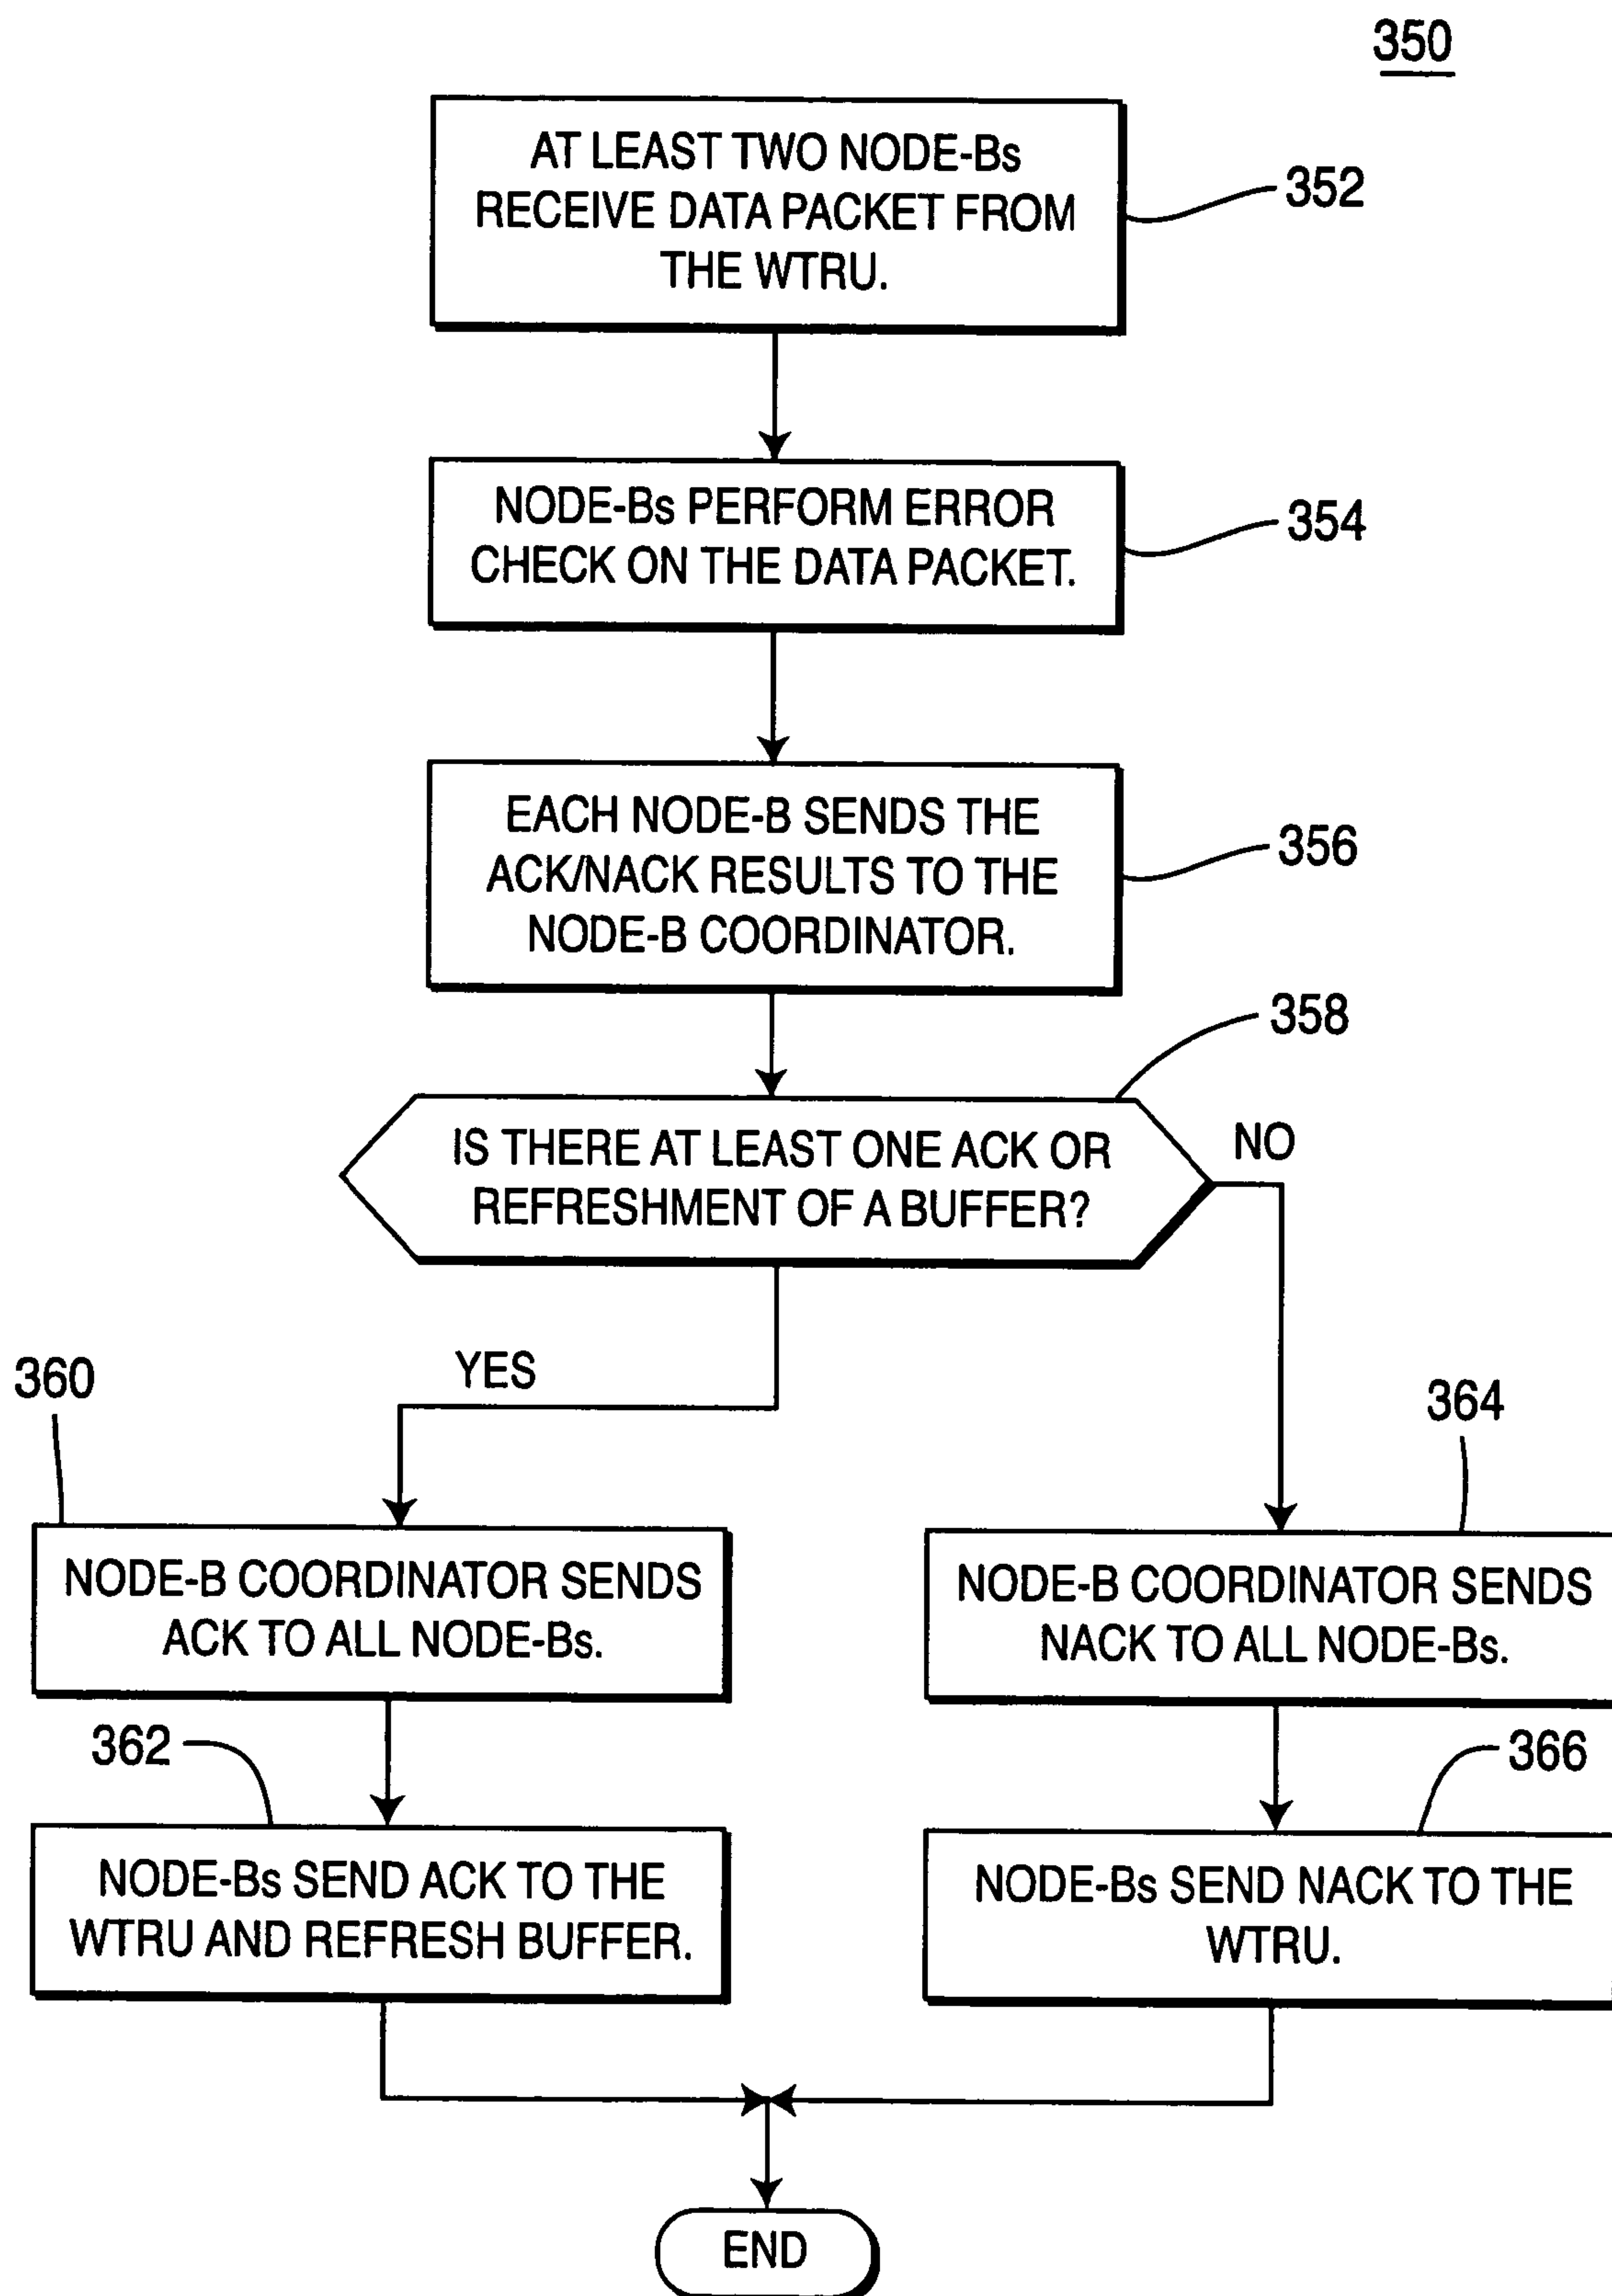 350
AT LEAST TWO NODE-Bs
RECEIVE DATA PACKET FROM
THE WTRU.
352
NODE-Bs PERFORM ERROR
CHECK ON THE DATA PACKET.
354
EACH NODE-B SENDS THE
ACK/NACK RESULTS TO THE
NODE-B COORDINATOR.
356
358
IS THERE AT LEAST ONE ACK OR
REFRESHMENT OF A BUFFER?
NO
YES
360
364
NODE-B COORDINATOR SENDS
ACK TO ALL NODE-Bs.
NODE-B COORDINATOR SENDS
NACK TO ALL NODE-Bs.
362
366
NODE-Bs SEND ACK TO THE
WTRU AND REFRESH BUFFER.
NODE-Bs SEND NACK TO THE
WTRU.
END